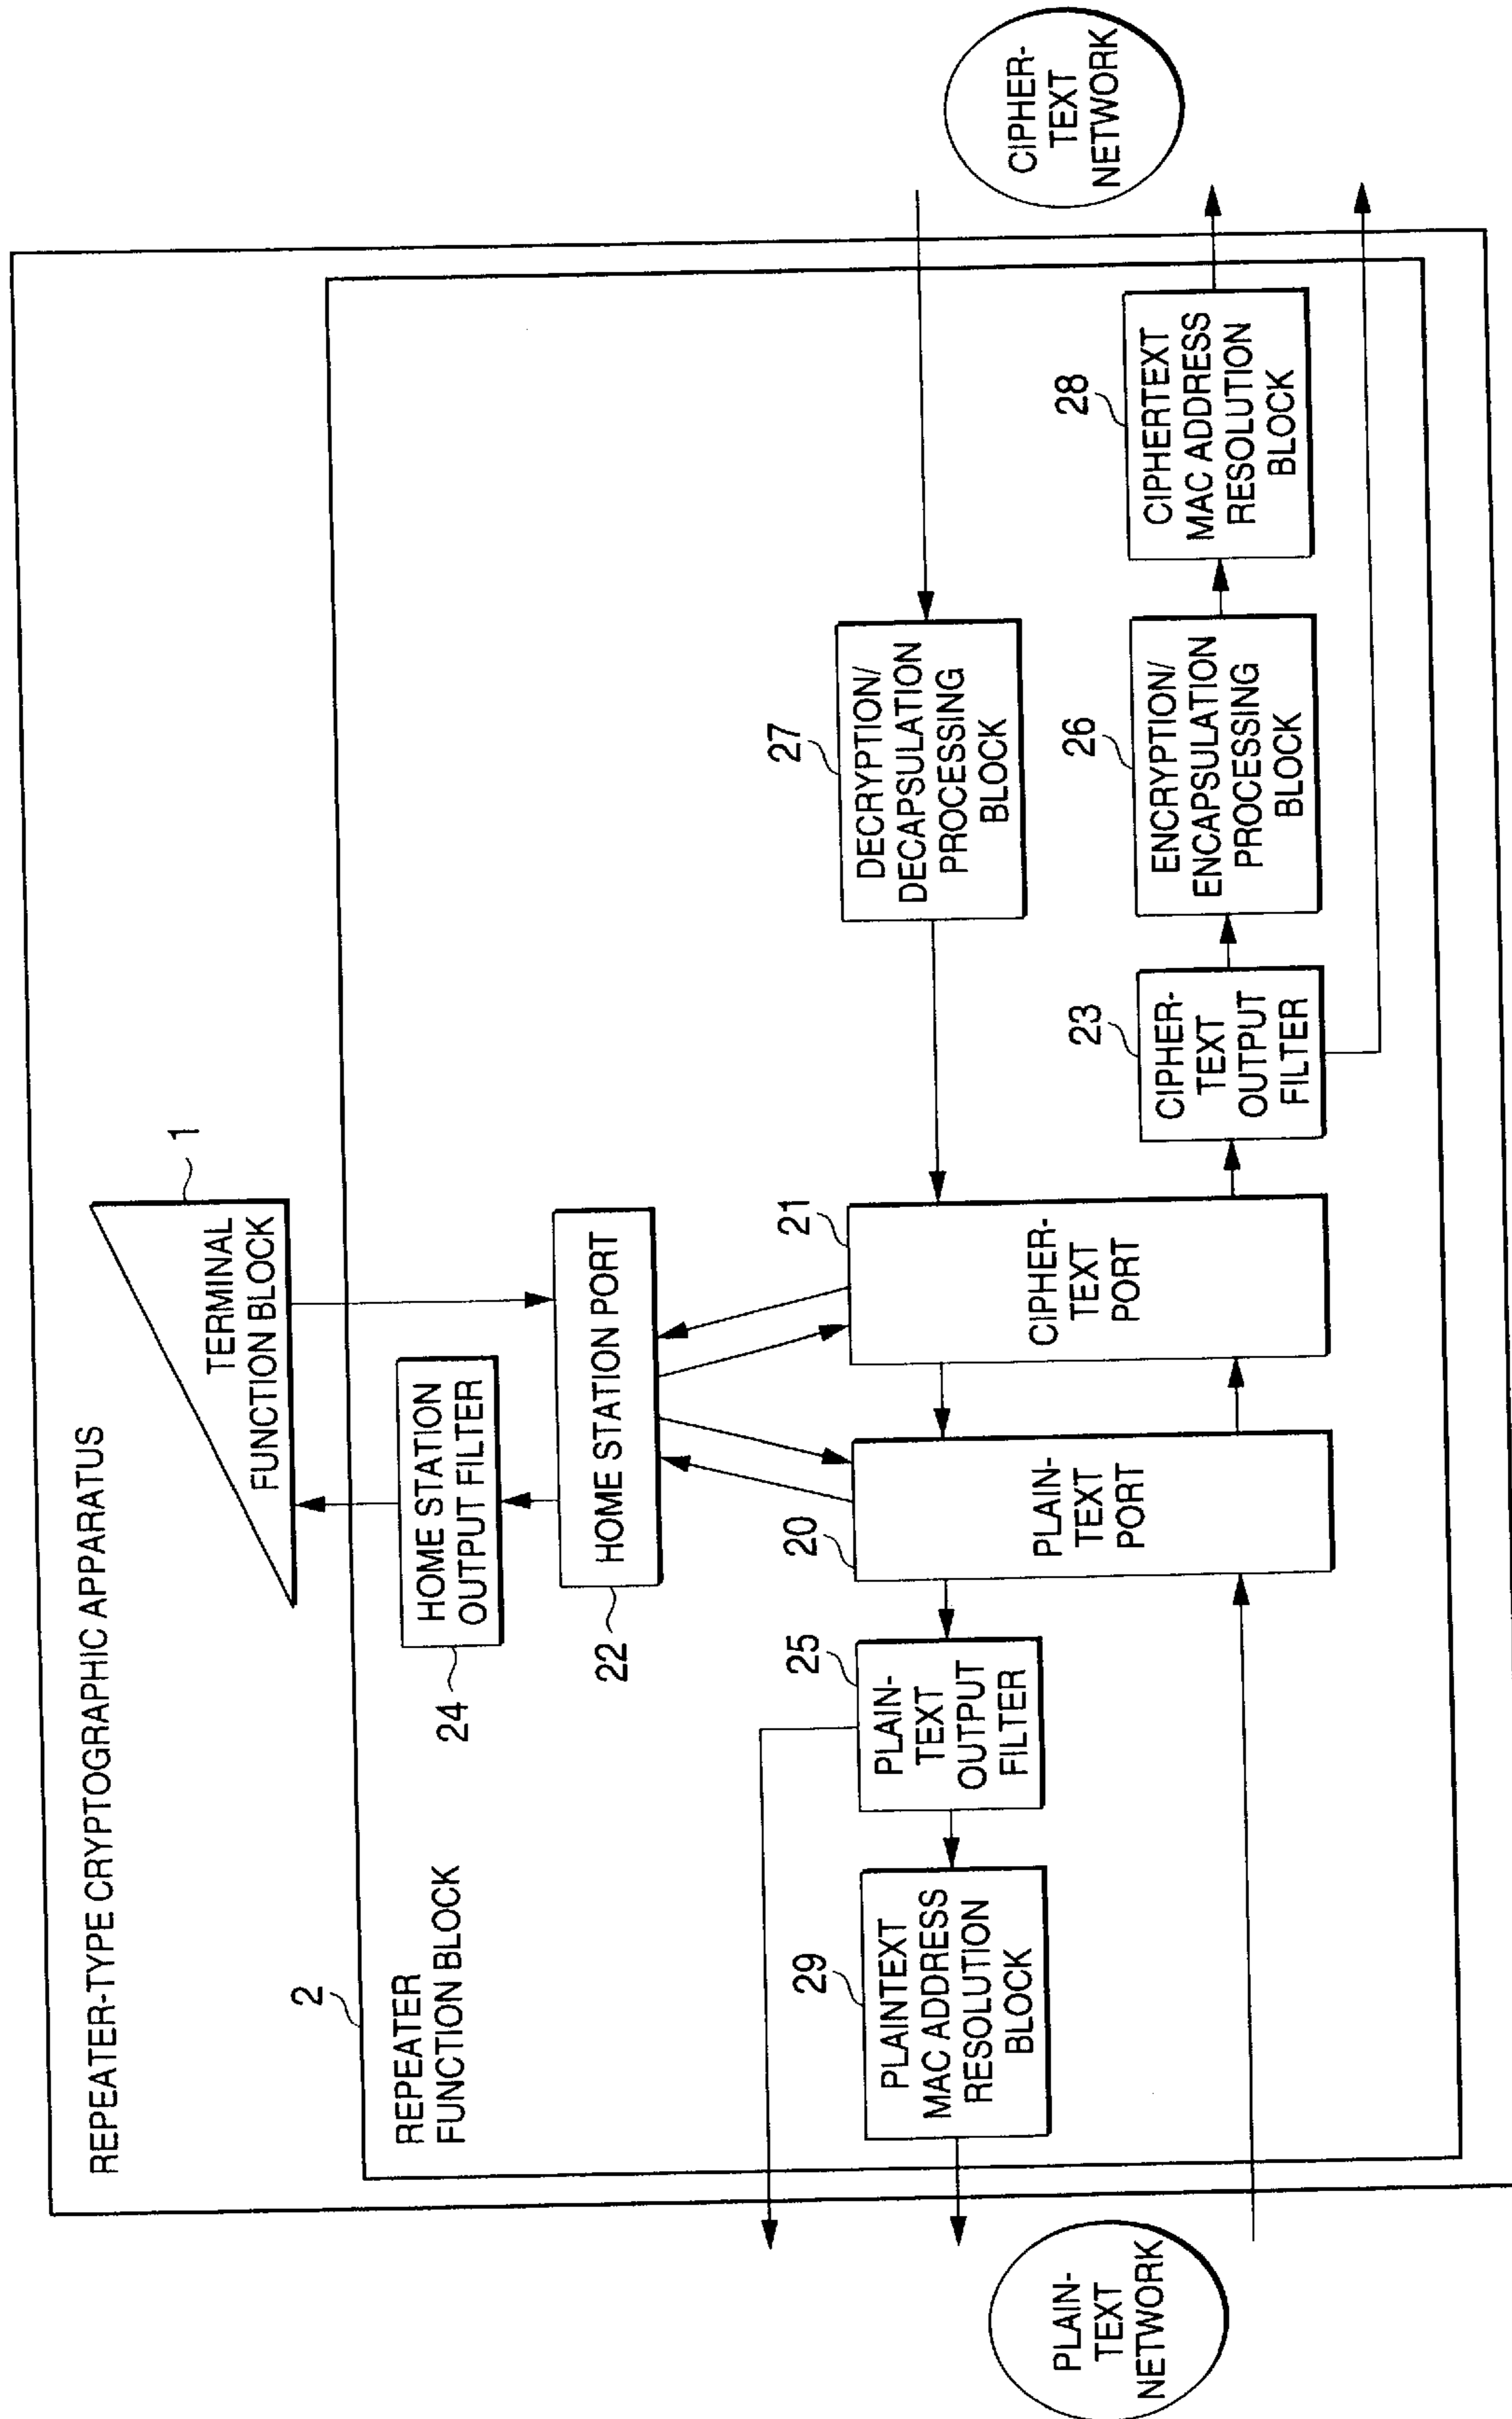 REPEATER-TYPE CRYPTOGRAPHIC APPARATUS
TERMINAL
FUNCTION BLOCK
1
2
REPEATER
FUNCTION BLOCK
24
HOME STATION
OUTPUT FILTER
22
HOME STATION PORT
PLAIN-
TEXT
NETWORK
29
PLAINTEXT
MAC ADDRESS
RESOLUTION
BLOCK
25
PLAIN-
TEXT
OUTPUT
FILTER
20
PLAIN-
TEXT
PORT
21
CIPHER-
TEXT
PORT
27
DECRYPTION/
DECAPSULATION
PROCESSING
BLOCK
23
CIPHER-
TEXT
OUTPUT
FILTER
26
ENCRYPTION/
ENCAPSULATION
PROCESSING
BLOCK
28
CIPHERTEXT
MAC ADDRESS
RESOLUTION
BLOCK
CIPHER-
TEXT
NETWORK